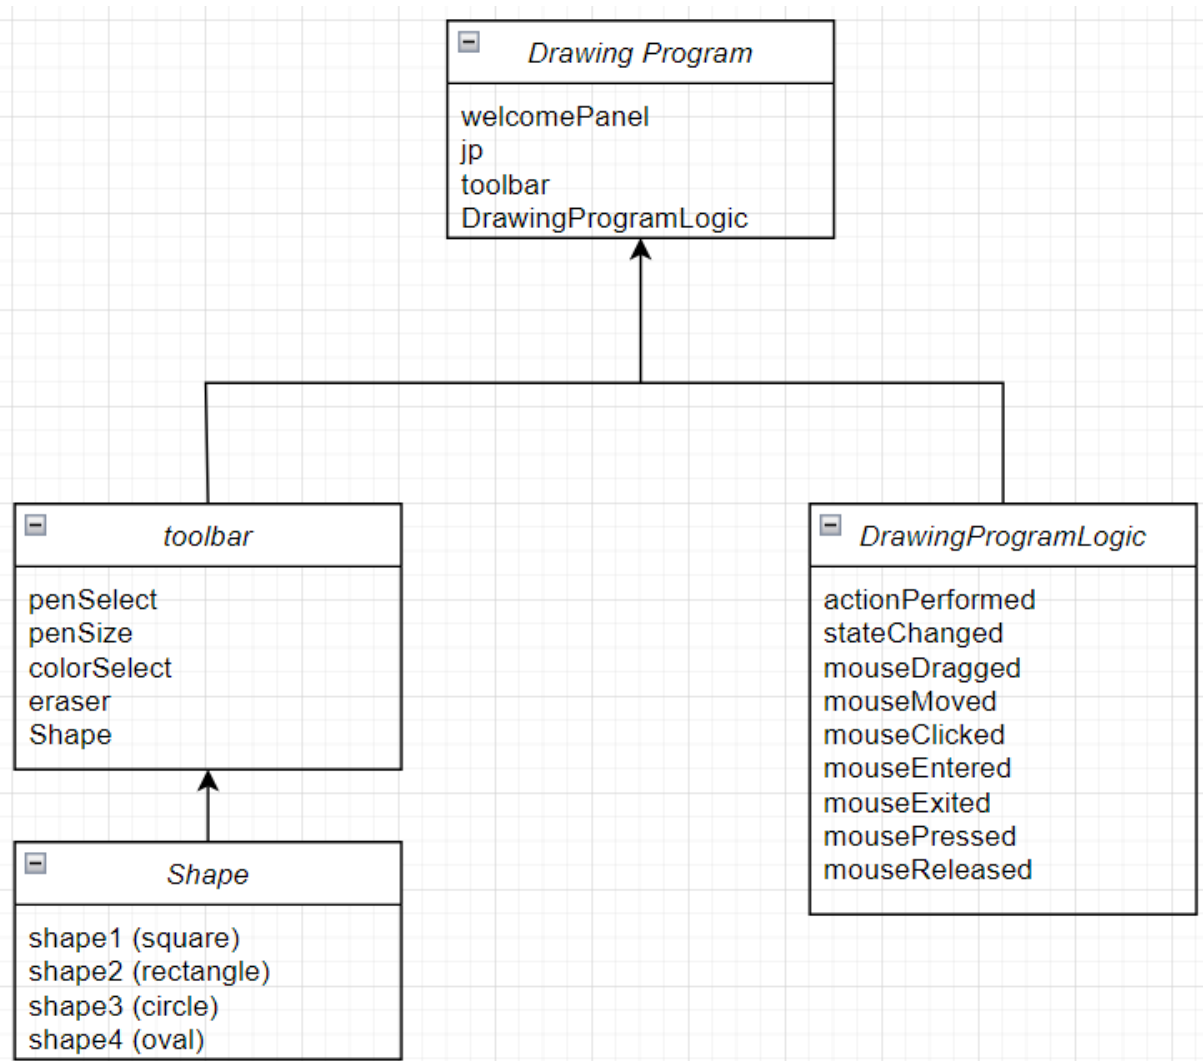 Drawing Program
welcomePanel
jp
toolbar
DrawingProgramLogic
toolbar
penSelect
penSize
colorSelect
eraser
Shape
DrawingProgramLogic
actionPerformed
stateChanged
mouseDragged
mouseMoved
mouseClicked
mouseEntered
mouseExited
mousePressed
mouseReleased
Shape
shape1 (square)
shape2 (rectangle)
shape3 (circle)
shape4 (oval)